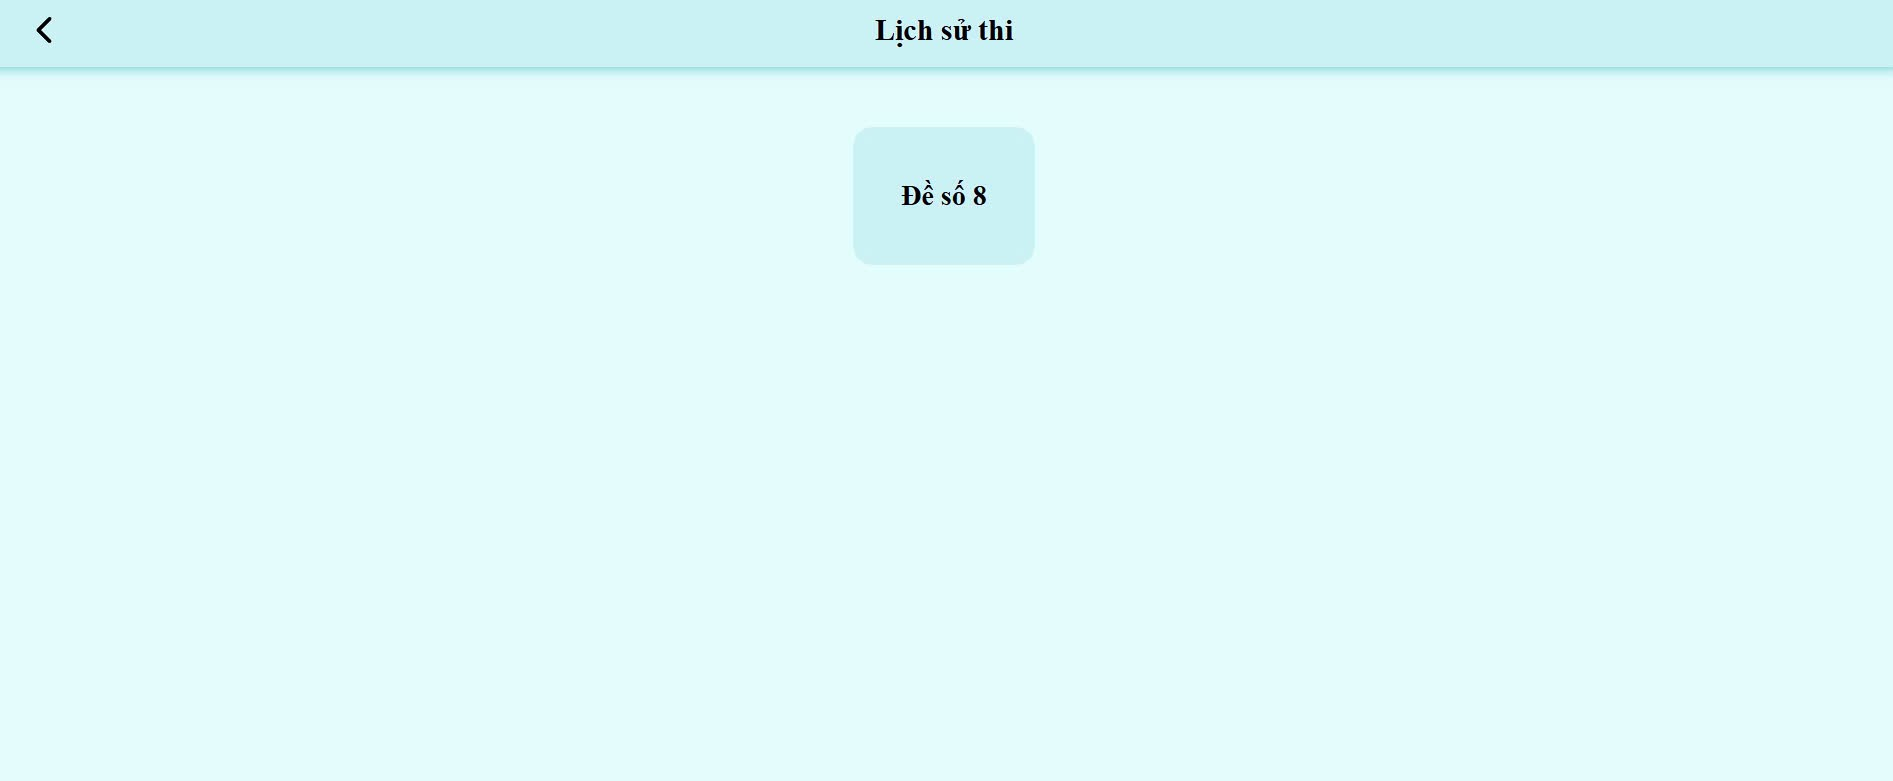 Lịch sử thi
Đề số 8